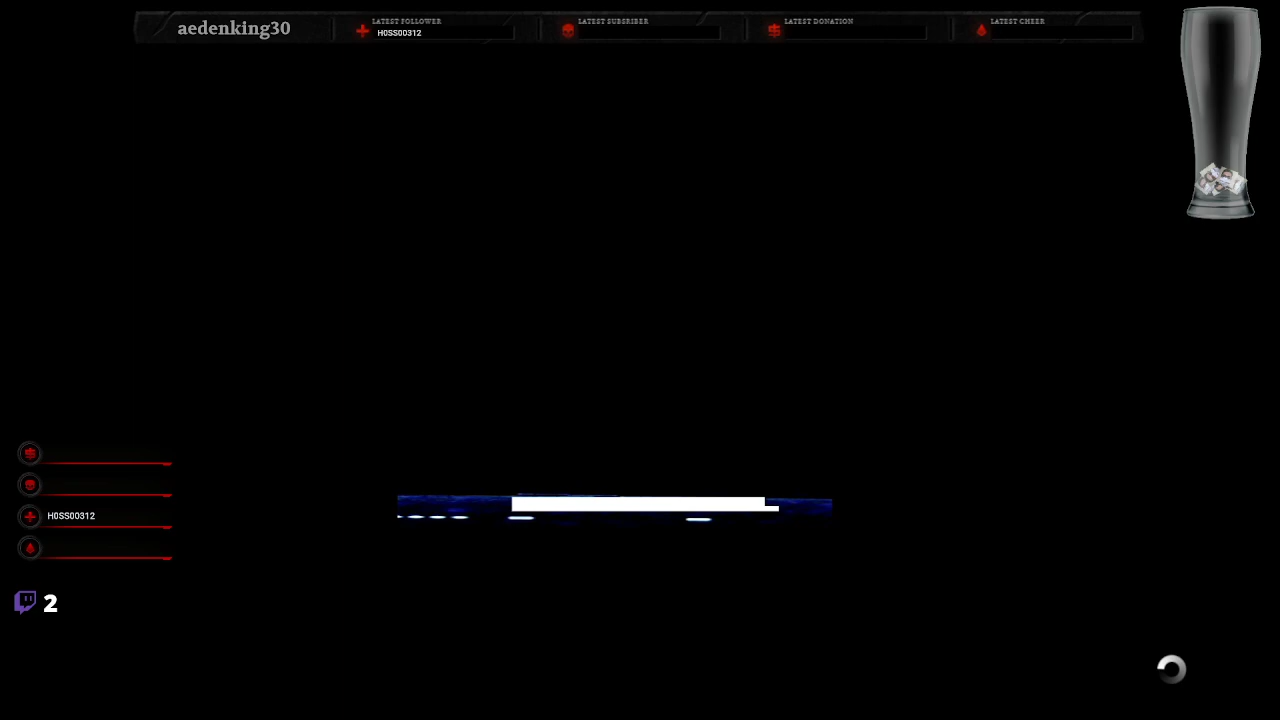 aedenking30
LATEST FOLLOWER
H0SS00312
LATEST SUBSRIBER
LATEST DONATION
LATEST CHEER
H0SS00312
2